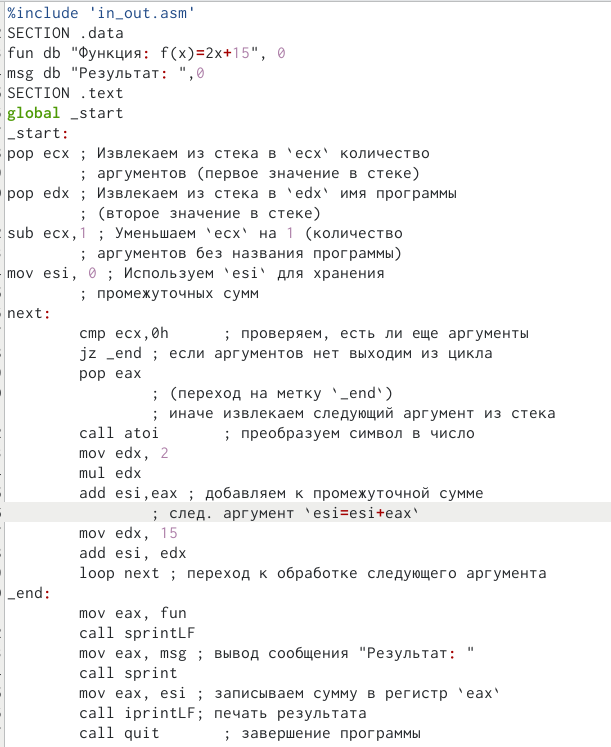 %include 'in_out.asm'
SECTION .data
fun db "Функция: f(x)=2x+15", 0
msg db "Результат: ",0
SECTION .text
global _start
_start:
pop ecx ; Извлекаем из стека в `ecx` количество
        ; аргументов (первое значение в стеке)
pop edx ; Извлекаем из стека в `edx` имя программы
        ; (второе значение в стеке)
sub ecx,1 ; Уменьшаем `ecx` на 1 (количество
        ; аргументов без названия программы)
mov esi, 0 ; Используем `esi` для хранения
        ; промежуточных сумм
next:
        cmp ecx,0h      ; проверяем, есть ли еще аргументы
        jz _end ; если аргументов нет выходим из цикла
        pop eax
                ; (переход на метку `_end`)
                ; иначе извлекаем следующий аргумент из стека
        call atoi       ; преобразуем символ в число
        mov edx, 2
        mul edx
        add esi,eax ; добавляем к промежуточной сумме
                ; след. аргумент `esi=esi+eax`
        mov edx, 15
        add esi, edx
        loop next ; переход к обработке следующего аргумента
_end:
        mov eax, fun
        call sprintLF
        mov eax, msg ; вывод сообщения "Результат: "
        call sprint
        mov eax, esi ; записываем сумму в регистр `eax`
        call iprintLF; печать результата
        call quit       ; завершение программы